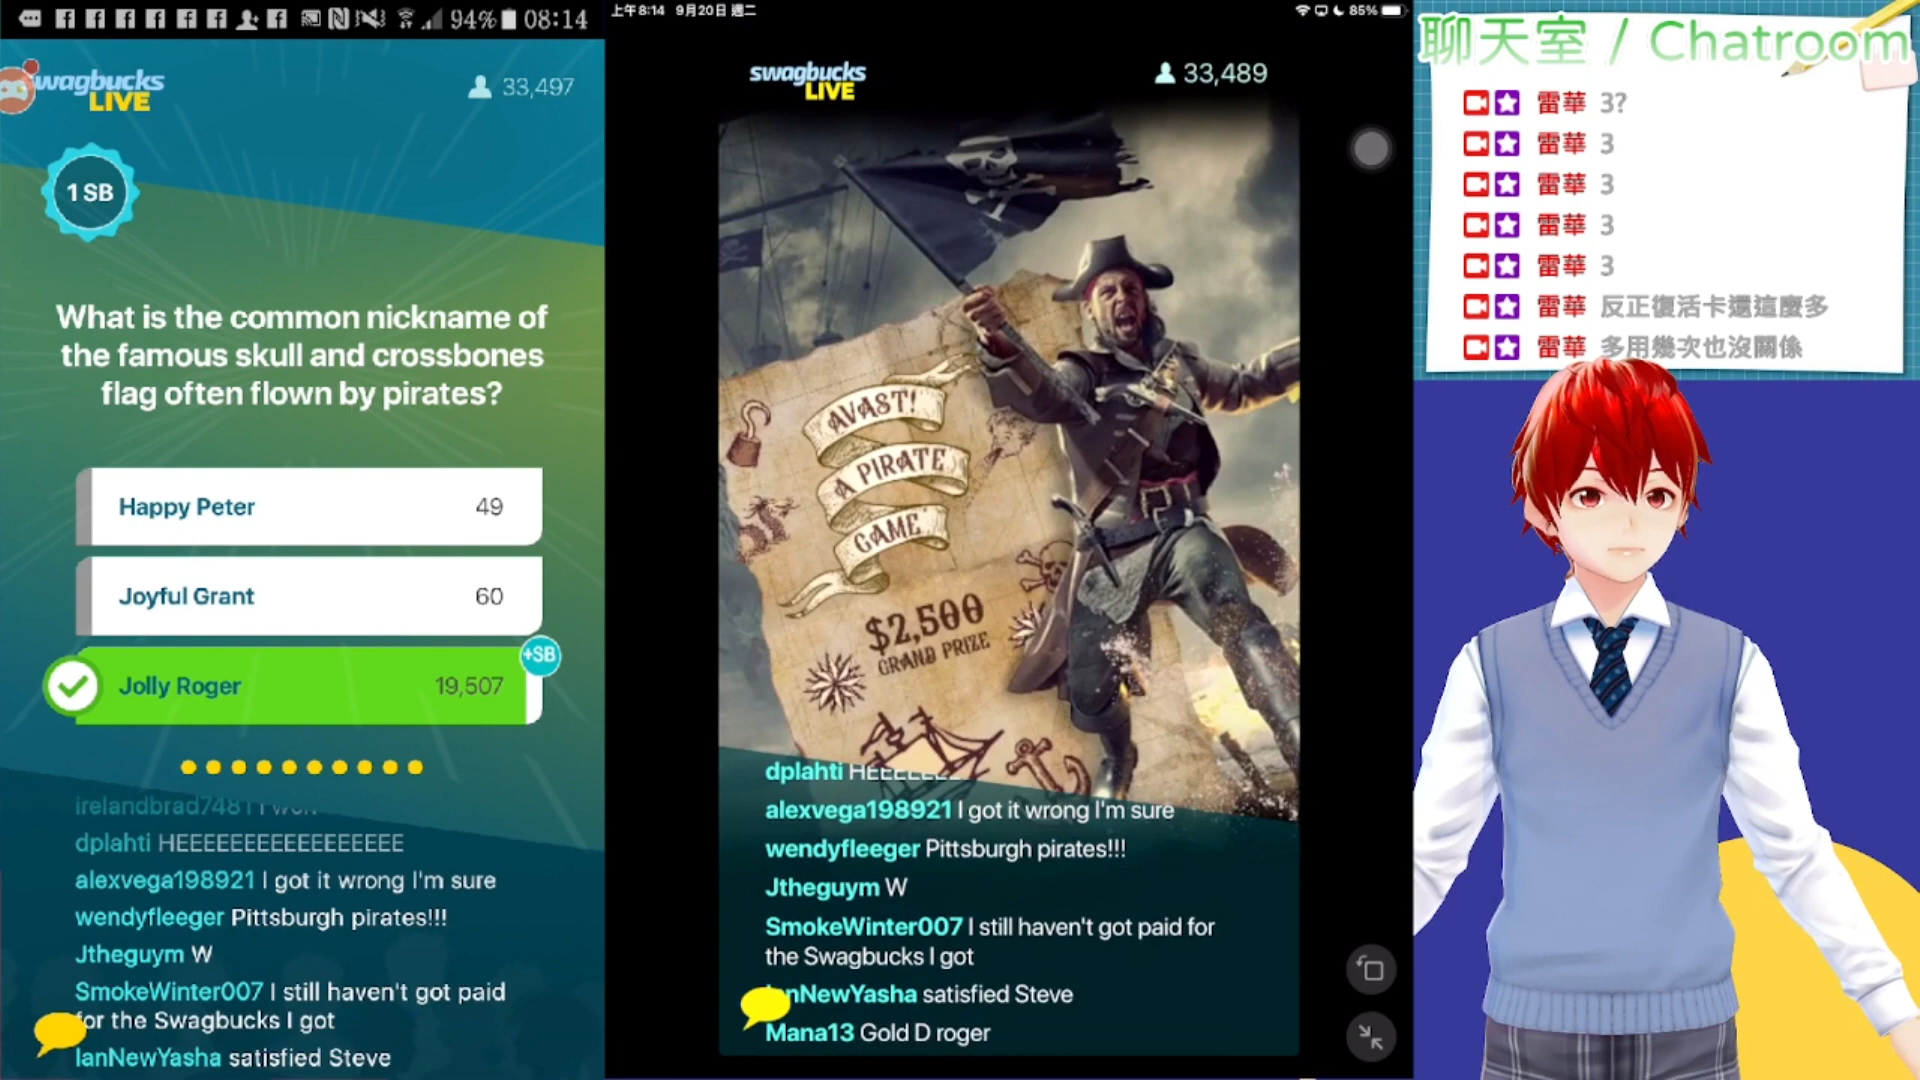 94% 08:14
swagbucks
LIVE
33,497
1 SB
What is the common nickname of
the famous skull and crossbones
flag often flown by pirates?
Happy Peter 49
Joyful Grant 60
+SB
Jolly Roger 19,507
irelandbrad748
dplahti HEEEEEEEEEEEEEEEEE
alexvega198921 I got it wrong I'm sure
wendyfleeger Pittsburgh pirates!!!
Jtheguym W
SmokeWinter007 I still haven't got paid
for the Swagbucks I got
IanNewYasha satisfied Steve
上午8:14 9月20日 週二
85%
swagbucks
LIVE
33,489
AVAST!
A PIRATE
GAME
$2,500
GRAND PRIZE
dplahti
alexvega198921 I got it wrong I'm sure
wendyfleeger Pittsburgh pirates!!!
Jtheguym W
SmokeWinter007 I still haven't got paid for
the Swagbucks I got
IanNewYasha satisfied Steve
Mana13 Gold D roger
聊天室 / Chatroom
雷華 3?
雷華 3
雷華 3
雷華 3
雷華 3
雷華 反正復活卡還這麼多
雷華 多用幾次也沒關係